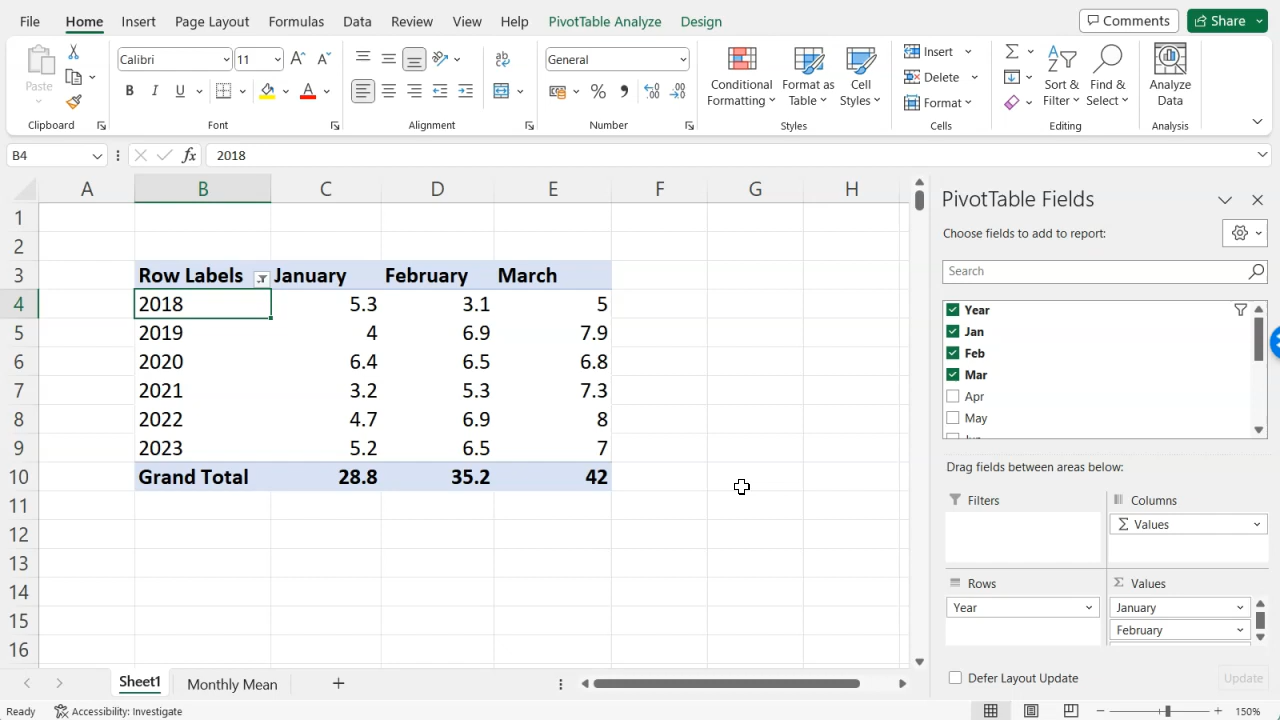 File Home Insert Page Layout Formulas Data Review View Help PivotTable Analyze Design Comments Share
Paste
Clipboard
Calibri 11
B I U A
Font
ab
Alignment
General
% 9
Number
Conditional Formatting
Format as Table
Cell Styles
Styles
Insert
Delete
Format
Cells
Sort & Filter
Find & Select
Editing
Analyze Data
Analysis
B4 fx 2018
A B C D E F G H
1
2
3 Row Labels January February March
4 2018 5.3 3.1 5
5 2019 4 6.9 7.9
6 2020 6.4 6.5 6.8
7 2021 3.2 5.3 7.3
8 2022 4.7 6.9 8
9 2023 5.2 6.5 7
10 Grand Total 28.8 35.2 42
11
12
13
14
15
16
PivotTable Fields
Choose fields to add to report:
Search
Year
Jan
Feb
Mar
Apr
May
Drag fields between areas below:
Filters
Columns
Σ Values
Rows
Year
Σ Values
January
February
Defer Layout Update Update
Sheet1 Monthly Mean
Ready Accessibility: Investigate 150%